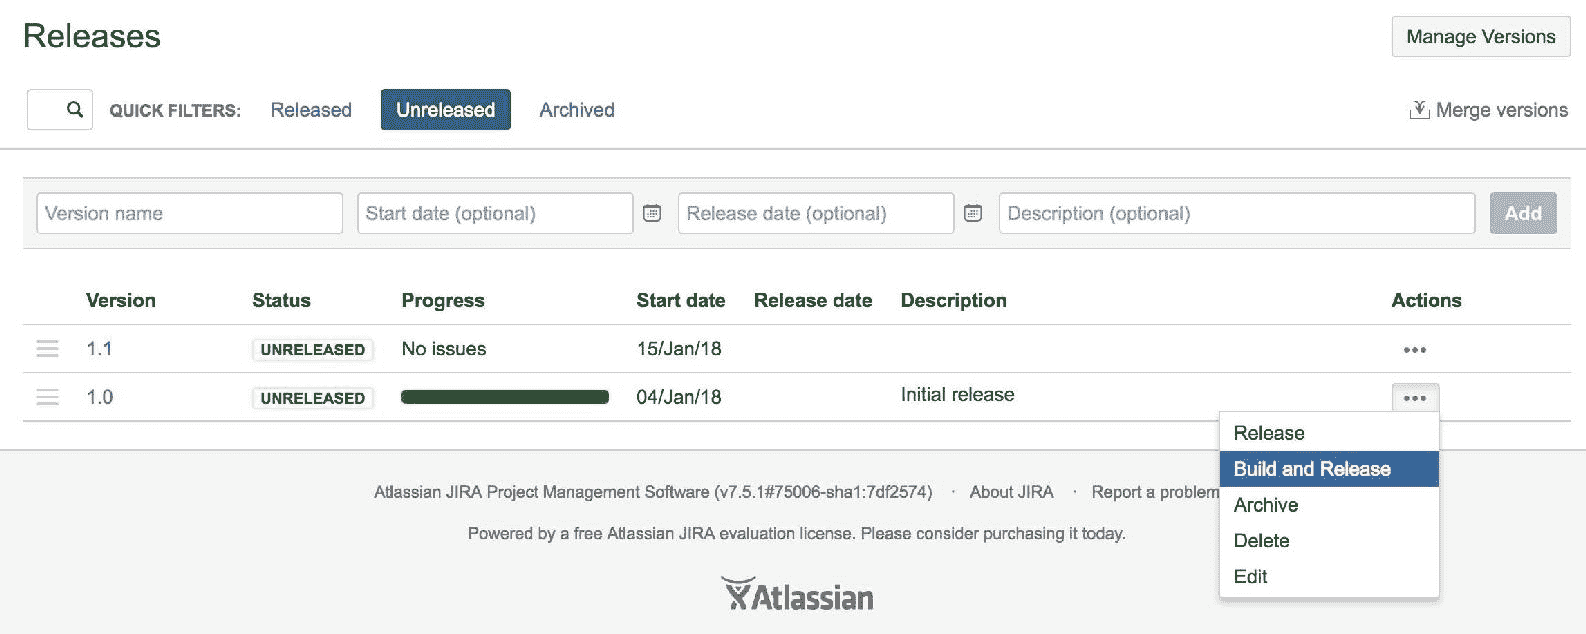 Releases
Manage Versions
QUICK FILTERS: Released Unreleased Archived
Merge versions
Version name Start date (optional) Release date (optional) Description (optional) Add
Version Status Progress Start date Release date Description Actions
1.1 UNRELEASED No issues 15/Jan/18
1.0 UNRELEASED 04/Jan/18 Initial release
Release
Build and Release
Archive
Delete
Edit
Atlassian JIRA Project Management Software (v7.5.1#75006-sha1:7df2574) · About JIRA · Report a problem
Powered by a free Atlassian JIRA evaluation license. Please consider purchasing it today.
Atlassian